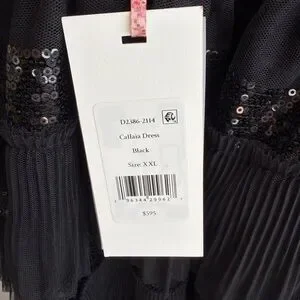 D2386-2114
Callaia Dress
Black
Size: XXL
$595